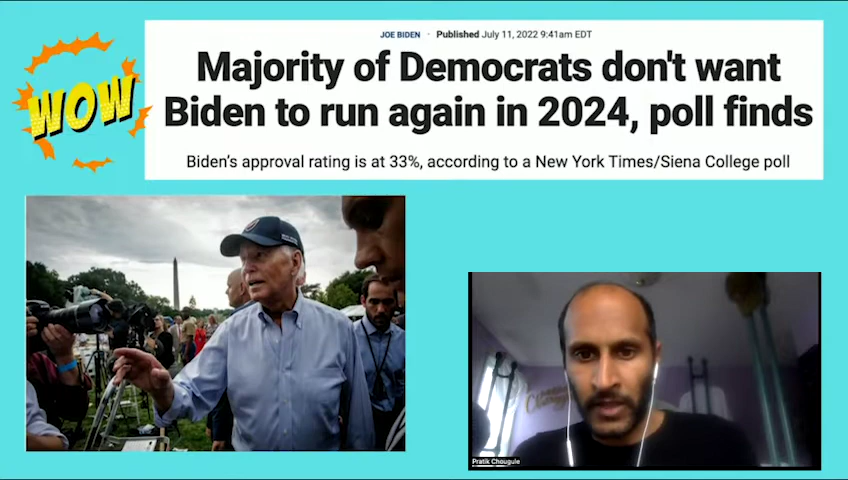 JOE BIDEN · Published July 11, 2022 9:41am EDT
Majority of Democrats don't want
Biden to run again in 2024, poll finds
Biden's approval rating is at 33%, according to a New York Times/Siena College poll
WOW
Pratik Chougule